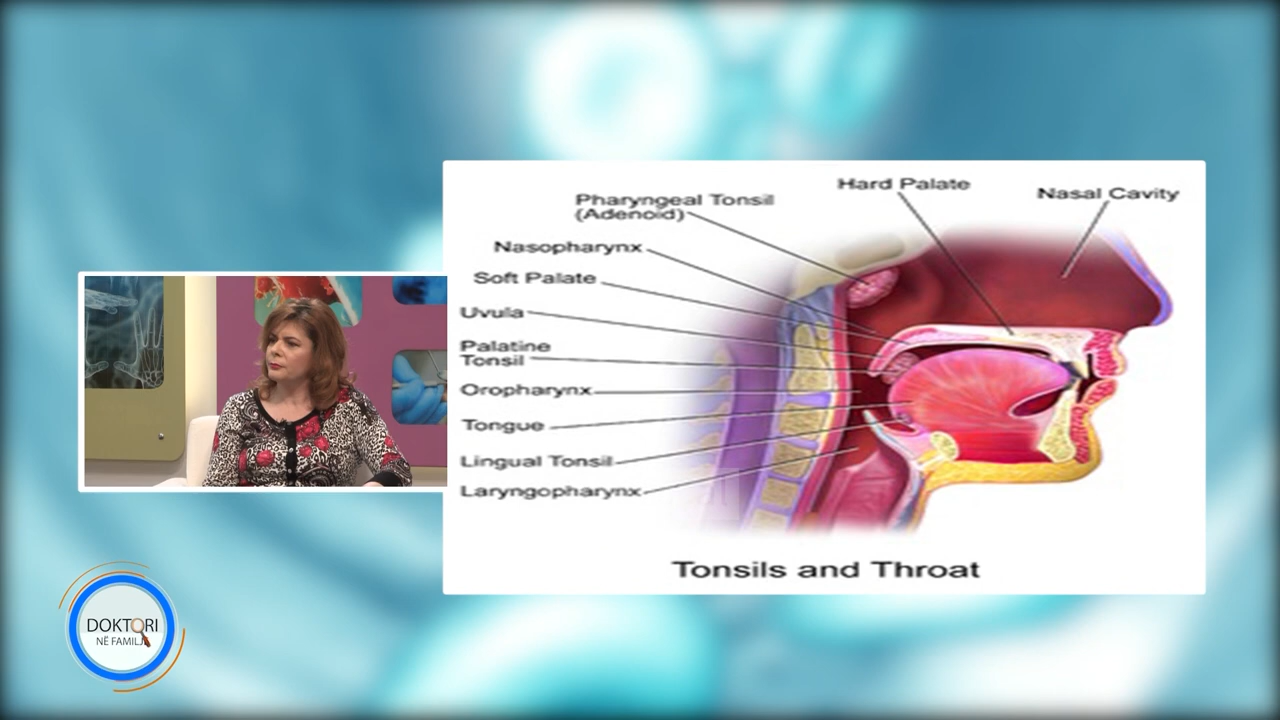 Hard Palate
Nasal Cavity
Pharyngeal Tonsil
(Adenoid)
Nasopharynx
Soft Palate
Uvula
Palatine
Tonsil
Oropharynx
Tongue
Lingual Tonsil
Laryngopharynx
Tonsils and Throat
DOKTORI
NË FAMILJE